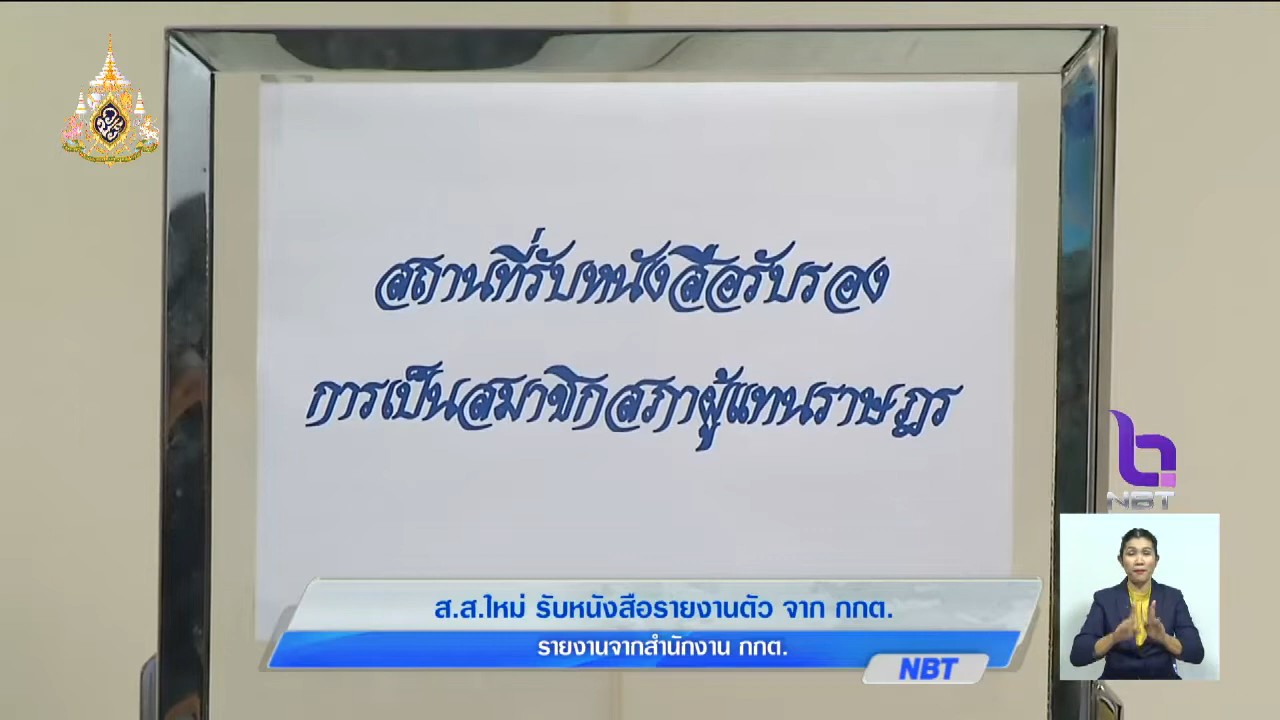 สถานที่รับหนังสือรับรอง
การเป็นสมาชิกสภาผู้แทนราษฎร
NBT
ส.ส.ใหม่ รับหนังสือรายงานตัว จาก กกต.
รายงานจากสำนักงาน กกต.
NBT